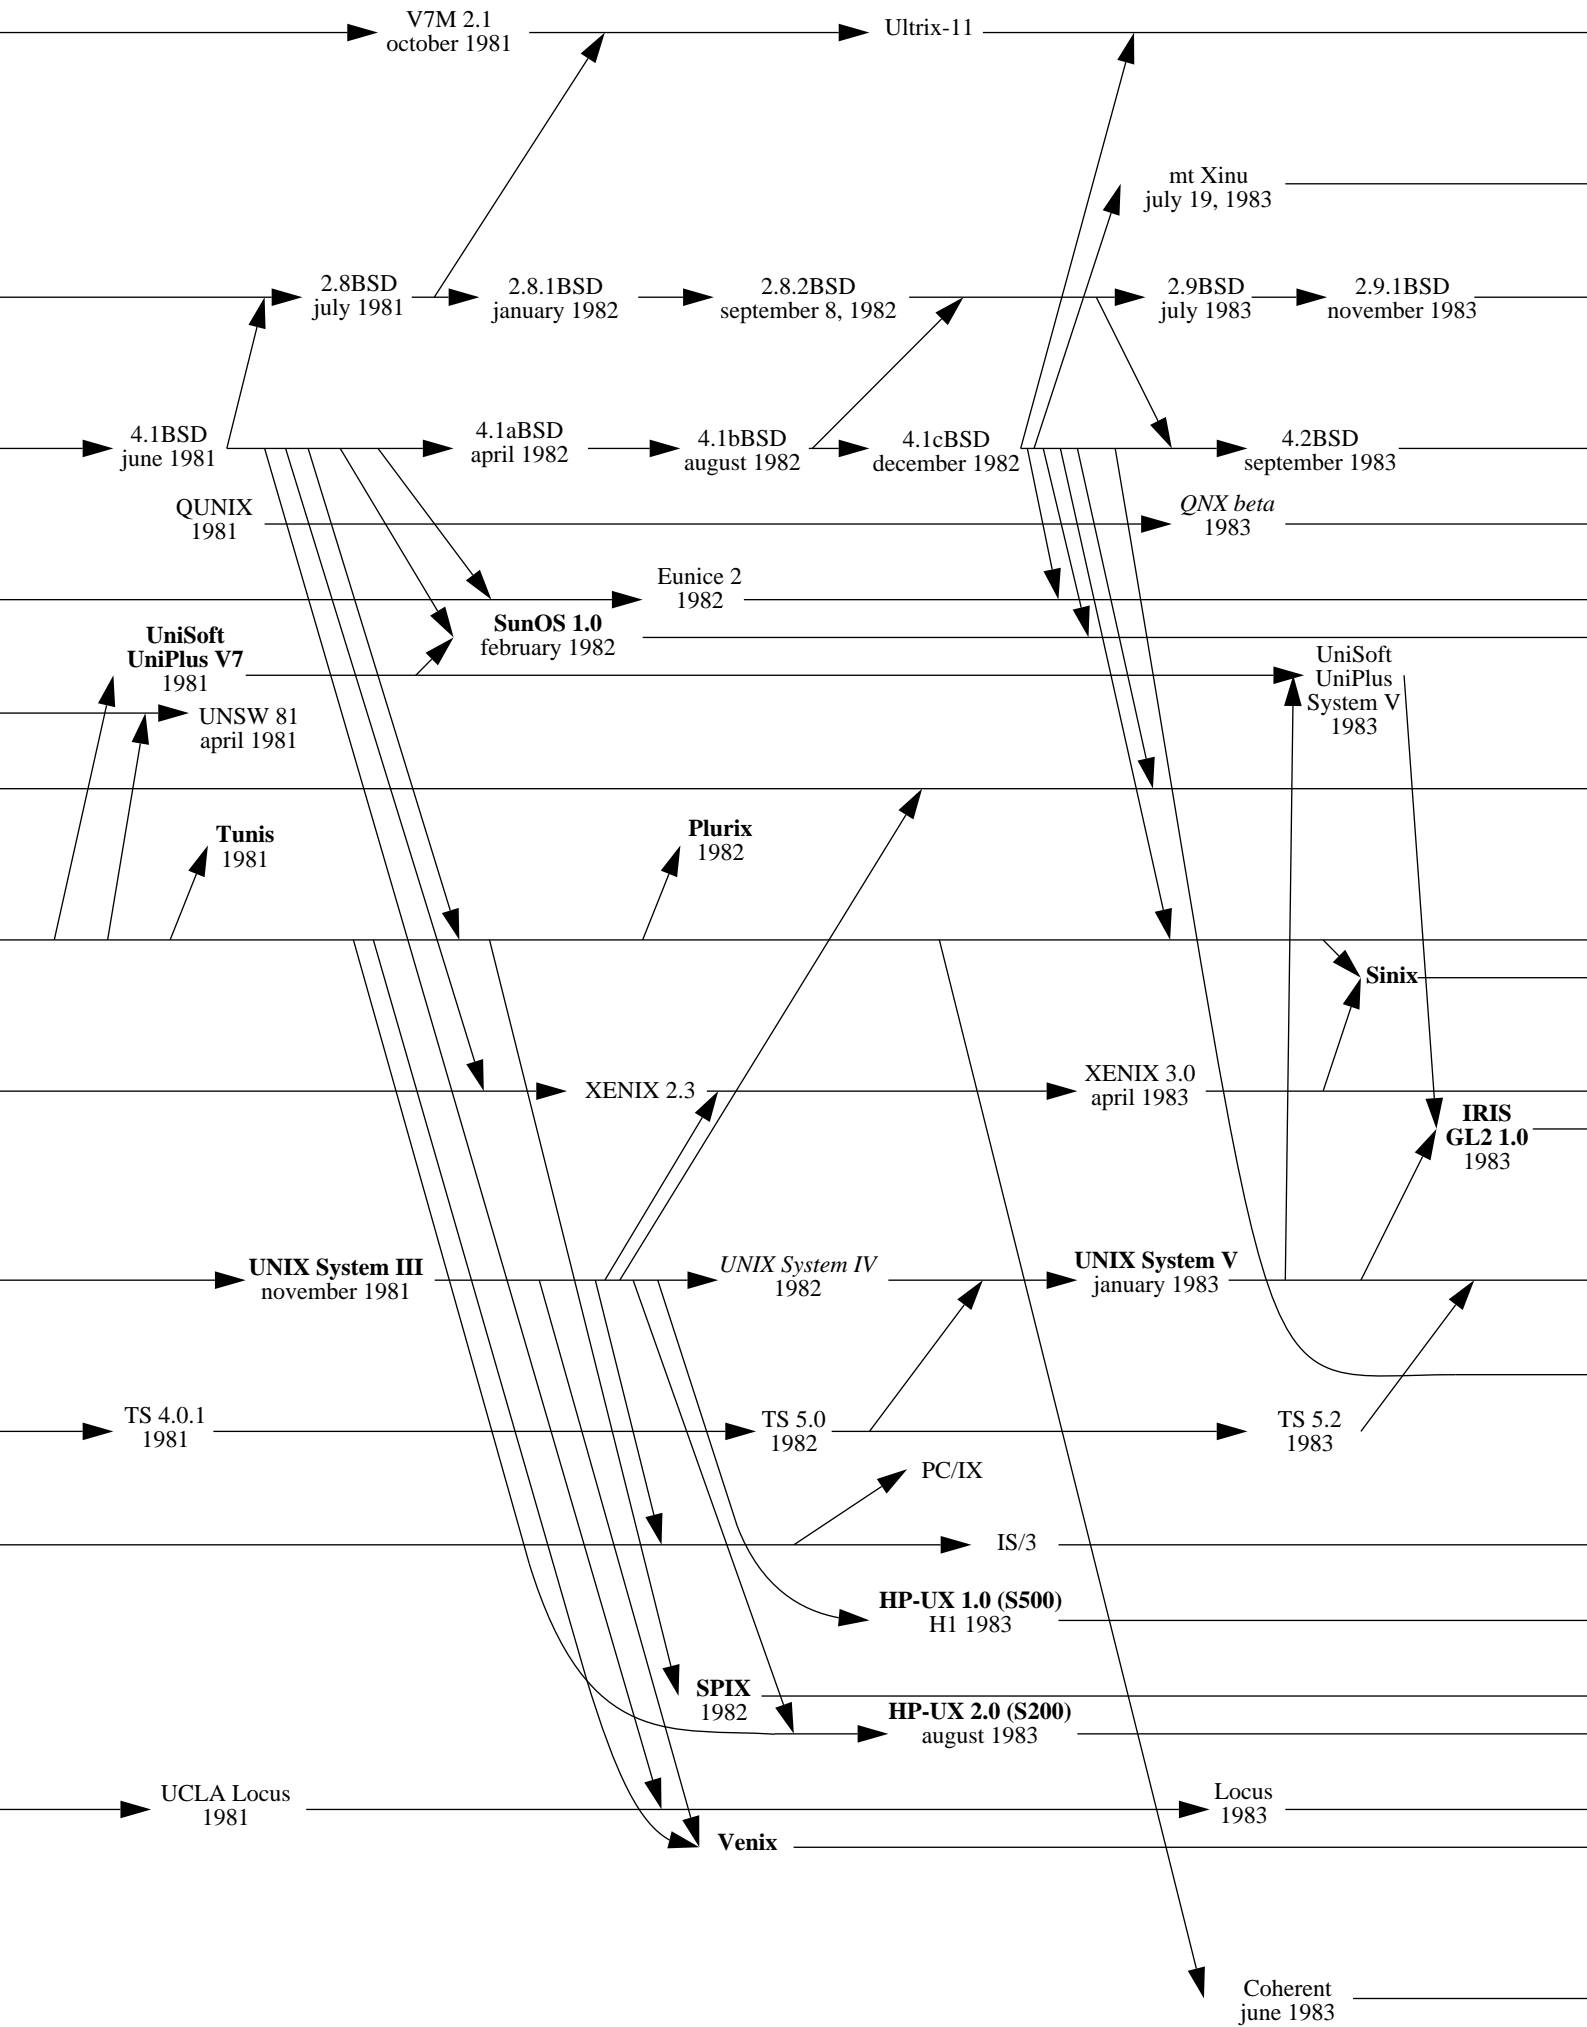 V7M 2.1
october 1981
Ultrix-11
mt Xinu
july 19, 1983
2.8BSD
july 1981
2.8.1BSD
january 1982
2.8.2BSD
september 8, 1982
2.9BSD
july 1983
2.9.1BSD
november 1983
4.1BSD
june 1981
4.1aBSD
april 1982
4.1bBSD
august 1982
4.1cBSD
december 1982
4.2BSD
september 1983
QUNIX
1981
QNX beta
1983
Eunice 2
1982
SunOS 1.0
february 1982
UniSoft
UniPlus V7
1981
UniSoft
UniPlus
System V
1983
UNSW 81
april 1981
Tunis
1981
Plurix
1982
Sinix
XENIX 2.3
XENIX 3.0
april 1983
IRIS
GL2 1.0
1983
UNIX System III
november 1981
UNIX System IV
1982
UNIX System V
january 1983
TS 4.0.1
1981
TS 5.0
1982
TS 5.2
1983
PC/IX
IS/3
HP-UX 1.0 (S500)
H1 1983
SPIX
1982
HP-UX 2.0 (S200)
august 1983
UCLA Locus
1981
Locus
1983
Venix
Coherent
june 1983